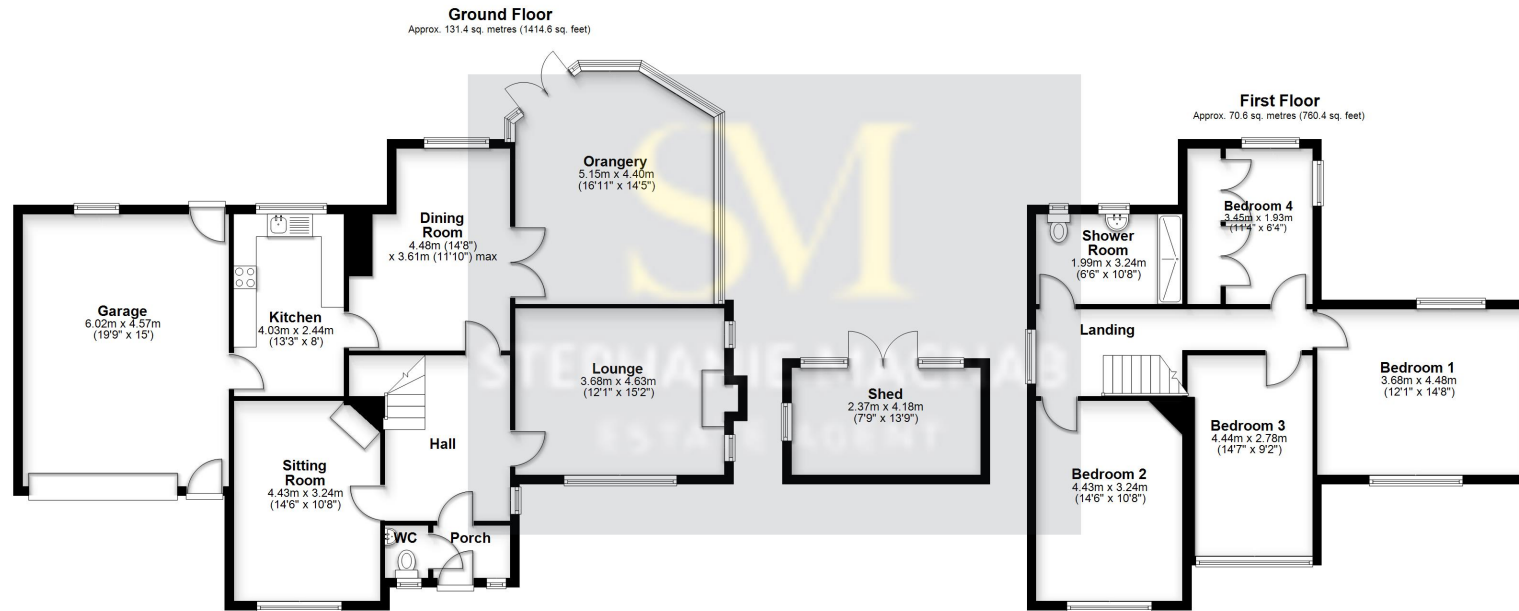 Ground Floor
Approx. 131.4 sq. metres (1414.6 sq. feet)
Orangery
5.15m x 4.40m
(16'11" x 14'5")
Dining
Room
4.48m (14'8")
x 3.61m (11'10") max
Garage
6.02m x 4.57m
(19'9" x 15')
Kitchen
4.03m x 2.44m
(13'3" x 8')
Lounge
3.68m x 4.63m
(12'1" x 15'2")
Hall
Sitting
Room
4.43m x 3.24m
(14'6" x 10'8")
WC
Porch
Shed
2.37m x 4.18m
(7'9" x 13'9")
First Floor
Approx. 70.6 sq. metres (760.4 sq. feet)
Bedroom 4
3.45m x 1.93m
(11'4" x 6'4")
Shower
Room
1.99m x 3.24m
(6'6" x 10'8")
Landing
Bedroom 1
3.68m x 4.48m
(12'1" x 14'8")
Bedroom 3
4.44m x 2.78m
(14'7" x 9'2")
Bedroom 2
4.43m x 3.24m
(14'6" x 10'8")
SM
ESTATE AGENT